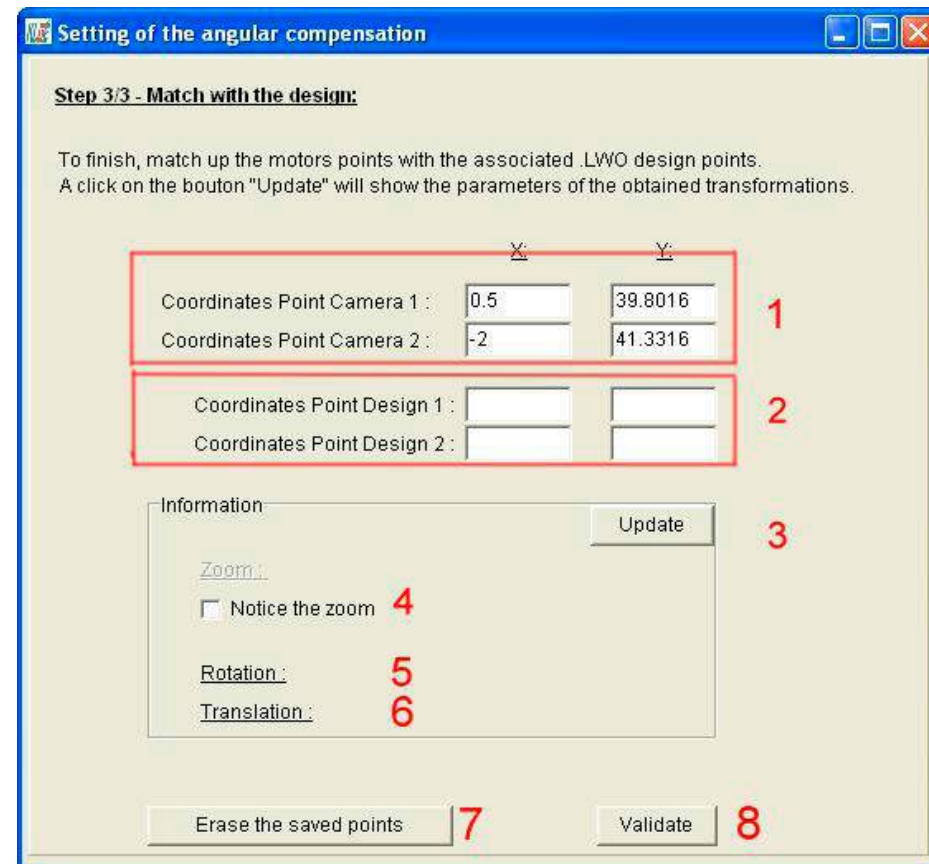 Setting of the angular compensation
Step 3/3 - Match with the design:
To finish, match up the motors points with the associated .LWO design points.
A click on the bouton "Update" will show the parameters of the obtained transformations.
X: Y:
Coordinates Point Camera 1 : 0.5 39.8016 1
Coordinates Point Camera 2 : -2 41.3316
Coordinates Point Design 1 : 2
Coordinates Point Design 2 :
Information
Update 3
Zoom :
Notice the zoom 4
Rotation : 5
Translation : 6
Erase the saved points 7 Validate 8